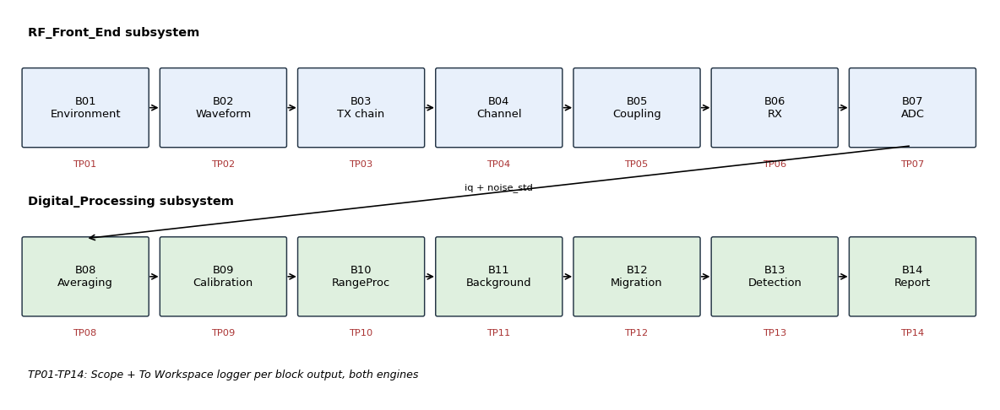 RF_Front_End subsystem
B01
Environment
B02
Waveform
B03
TX chain
B04
Channel
B05
Coupling
B06
RX
B07
ADC
TP01
TP02
TP03
TP04
TP05
TP06
TP07
iq + noise_std
Digital_Processing subsystem
B08
Averaging
B09
Calibration
B10
RangeProc
B11
Background
B12
Migration
B13
Detection
B14
Report
TP08
TP09
TP10
TP11
TP12
TP13
TP14
TP01-TP14: Scope + To Workspace logger per block output, both engines